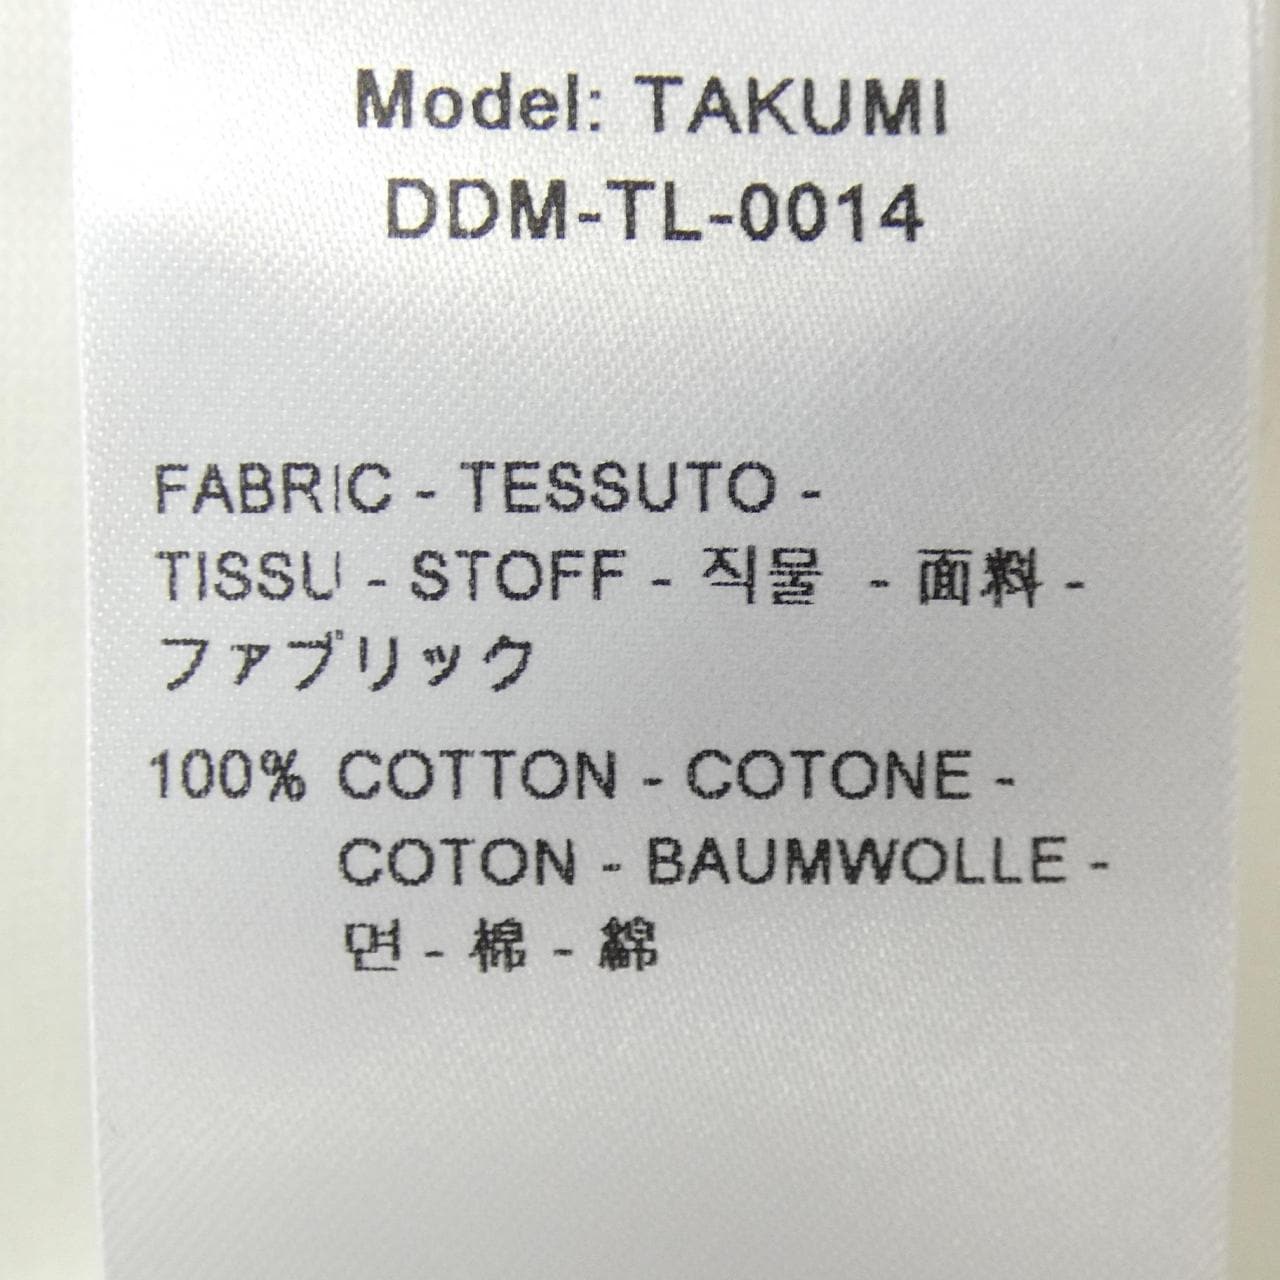 Model: TAKUMI
DDM-TL-0014
FABRIC - TESSUTO -
TISSU - STOFF - 직물 - 面料 -
ファブリック
100% COTTON - COTONE -
COTON - BAUMWOLLE -
면 - 棉 - 綿